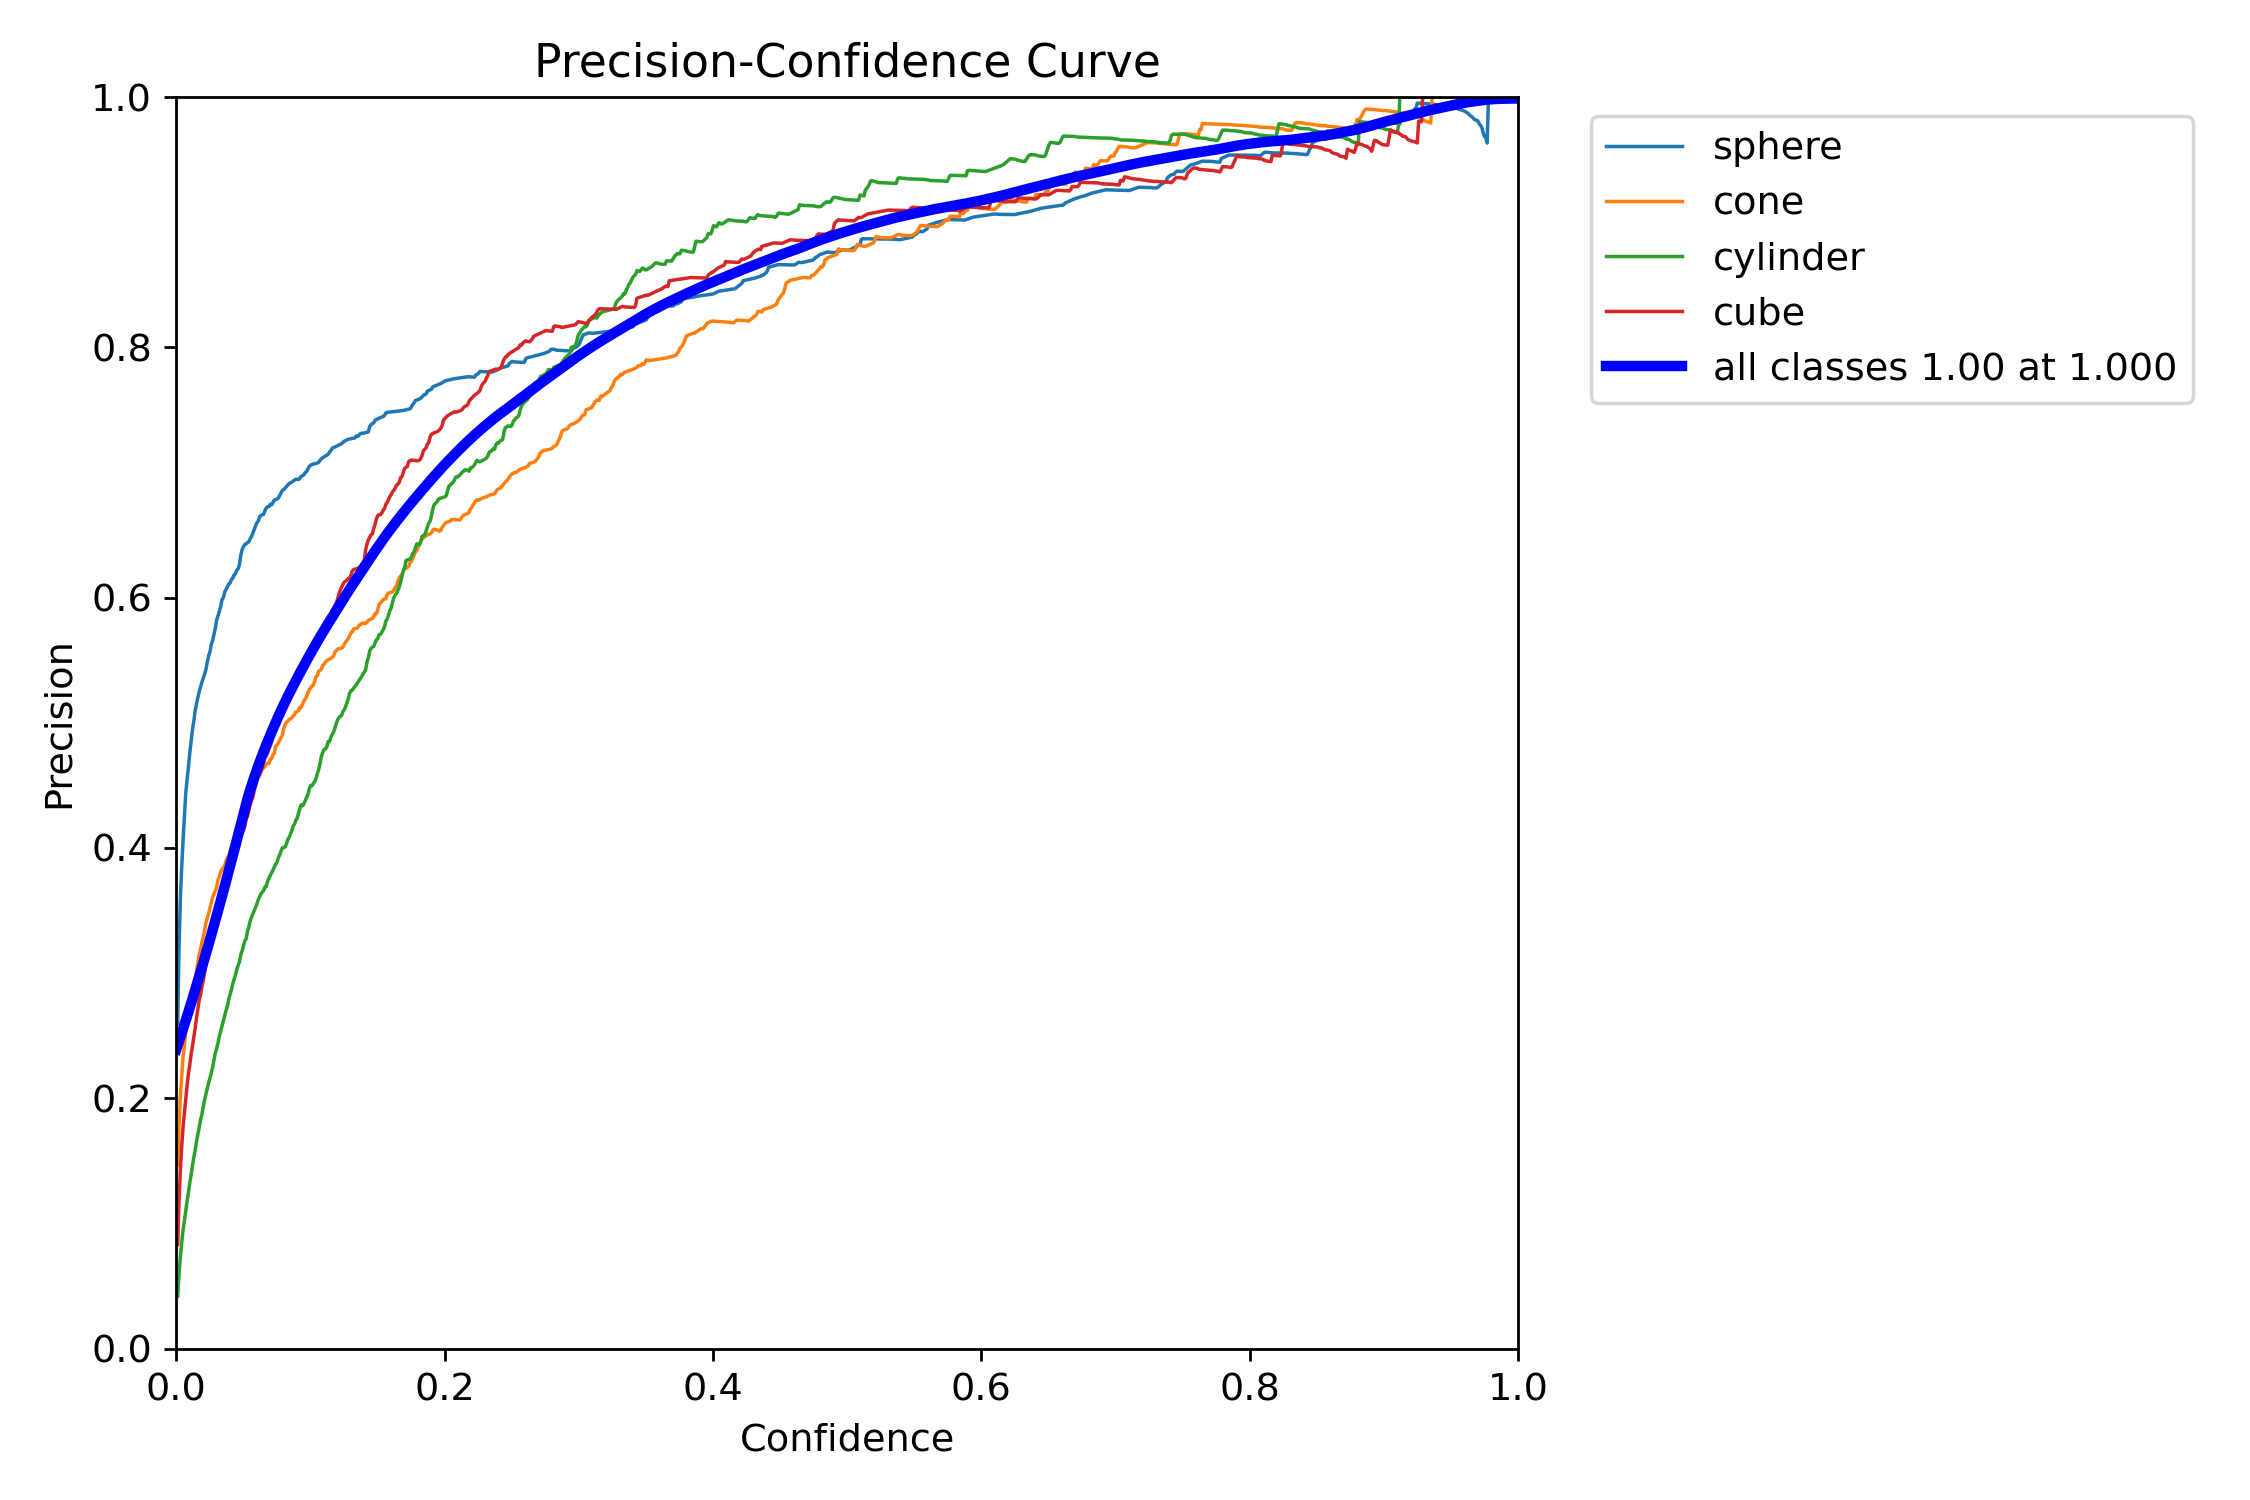 Precision-Confidence Curve
1.0
0.8
0.6
0.4
0.2
0.0
Precision
0.0 0.2 0.4 0.6 0.8 1.0
Confidence
sphere
cone
cylinder
cube
all classes 1.00 at 1.000